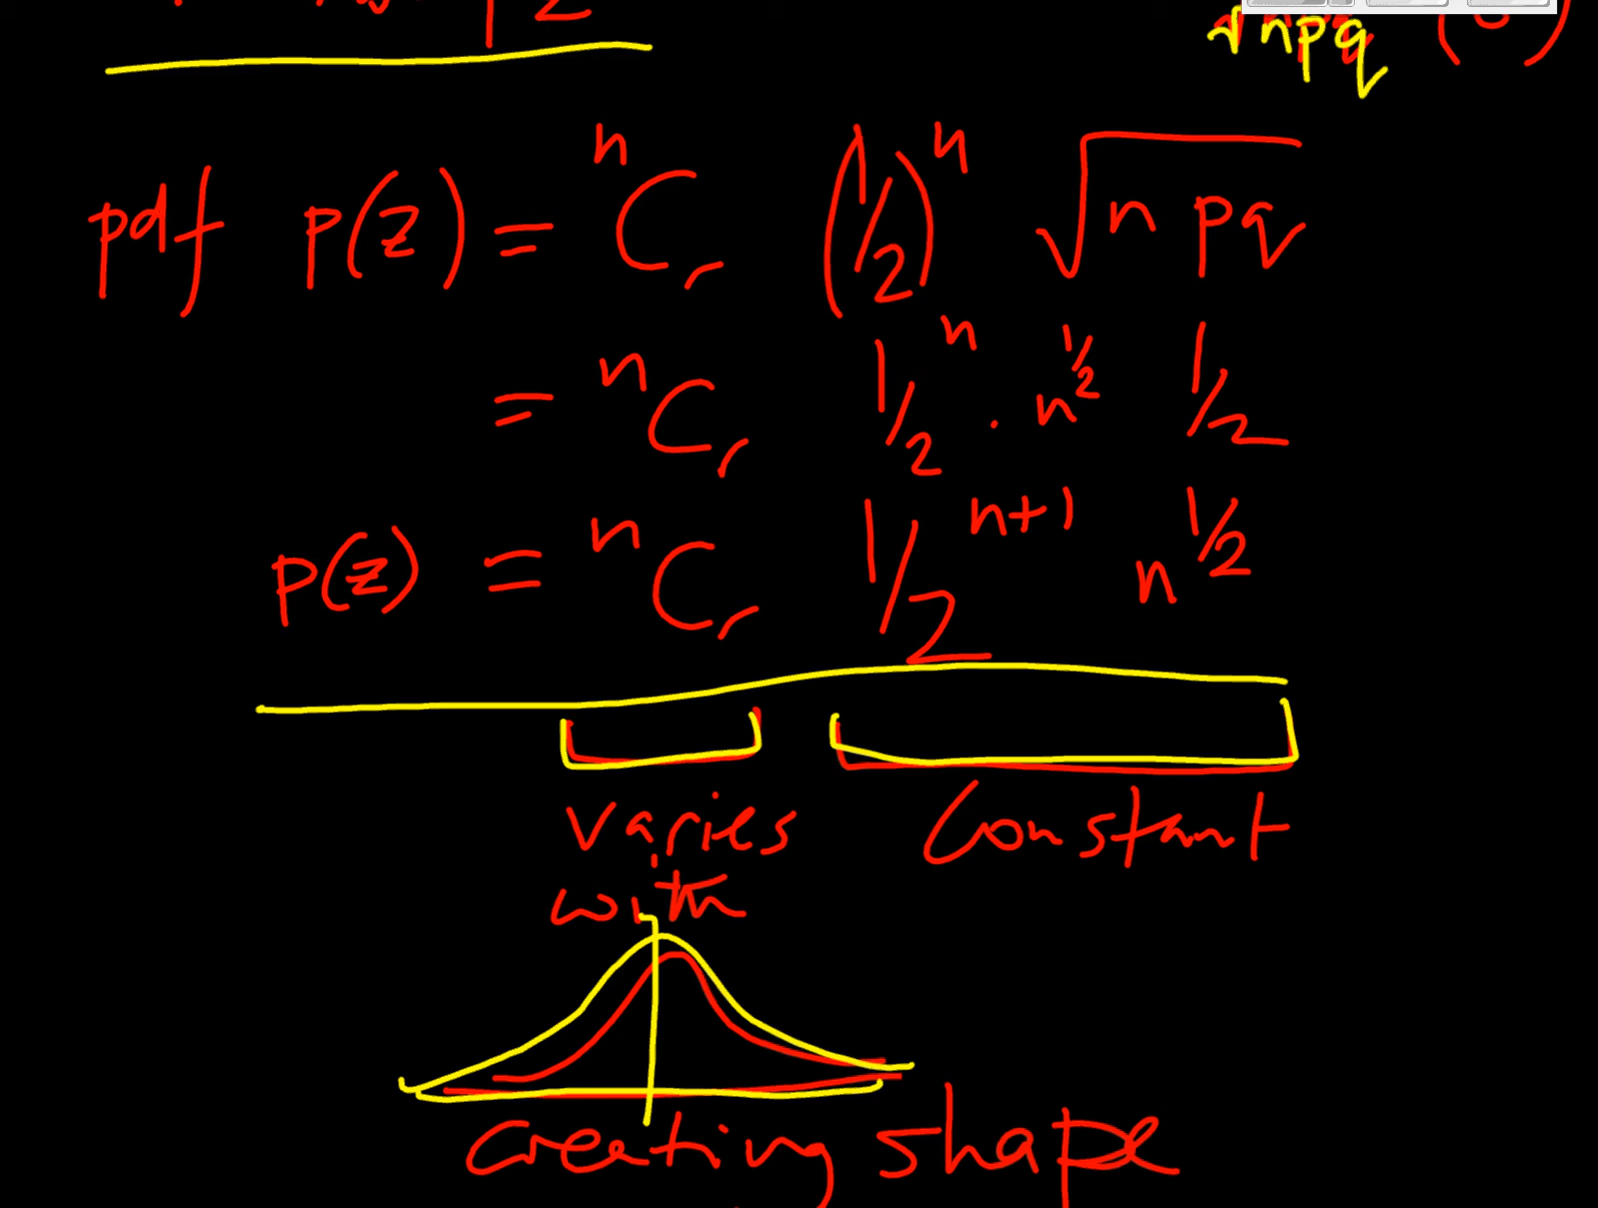 √npq
pdf p(z) = ⁿCᵣ (1/2)ⁿ √npq
= ⁿCᵣ 1/2ⁿ · n^½ 1/2
p(z) = ⁿCᵣ 1/2ⁿ⁺¹ n^½
varies constant
with
creating shape